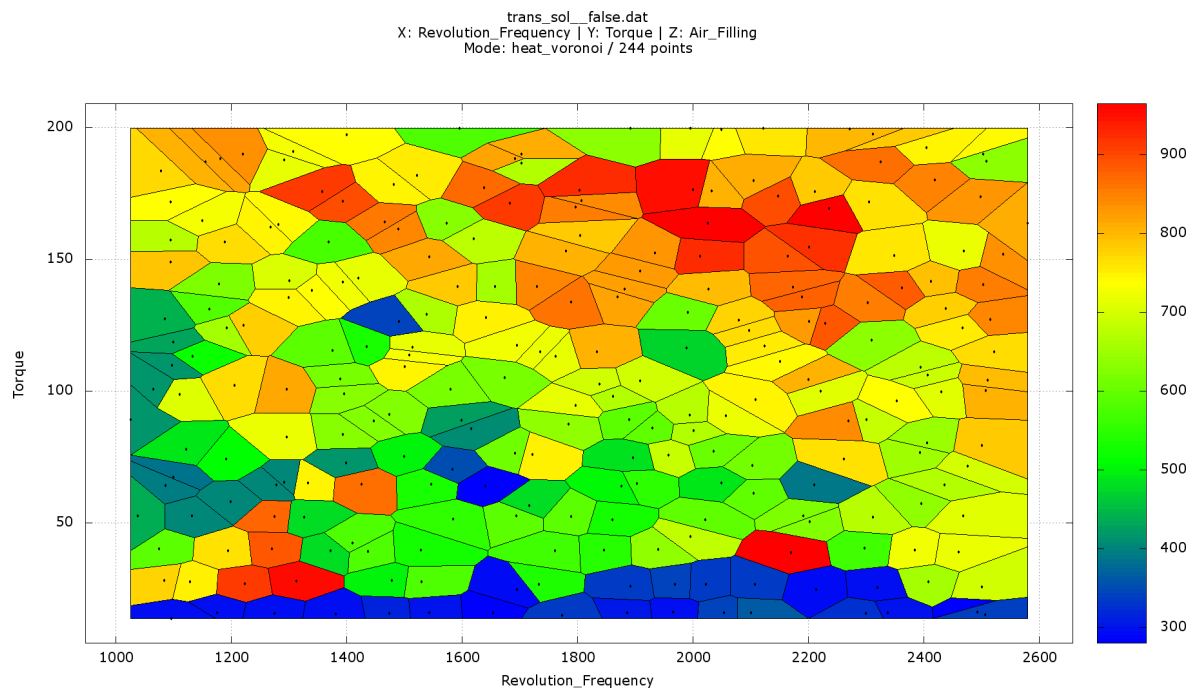 trans_sol__false.dat
X: Revolution_Frequency | Y: Torque | Z: Air_Filling
Mode: heat_voronoi / 244 points
200
150
100
50
Torque
1000 1200 1400 1600 1800 2000 2200 2400 2600
Revolution_Frequency
900
800
700
600
500
400
300